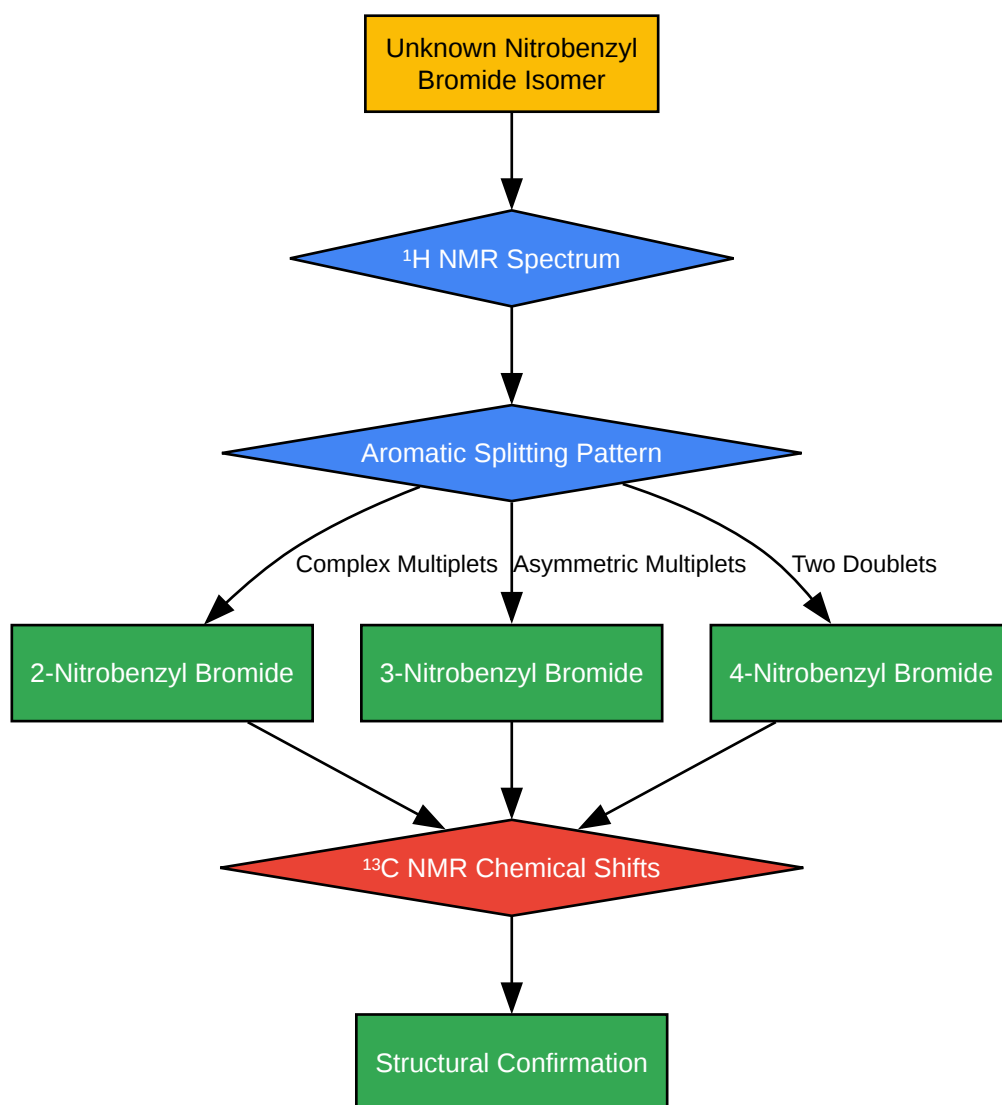 Unknown Nitrobenzyl
Bromide Isomer
¹H NMR Spectrum
Aromatic Splitting Pattern
Complex Multiplets
Asymmetric Multiplets
Two Doublets
2-Nitrobenzyl Bromide
3-Nitrobenzyl Bromide
4-Nitrobenzyl Bromide
¹³C NMR Chemical Shifts
Structural Confirmation